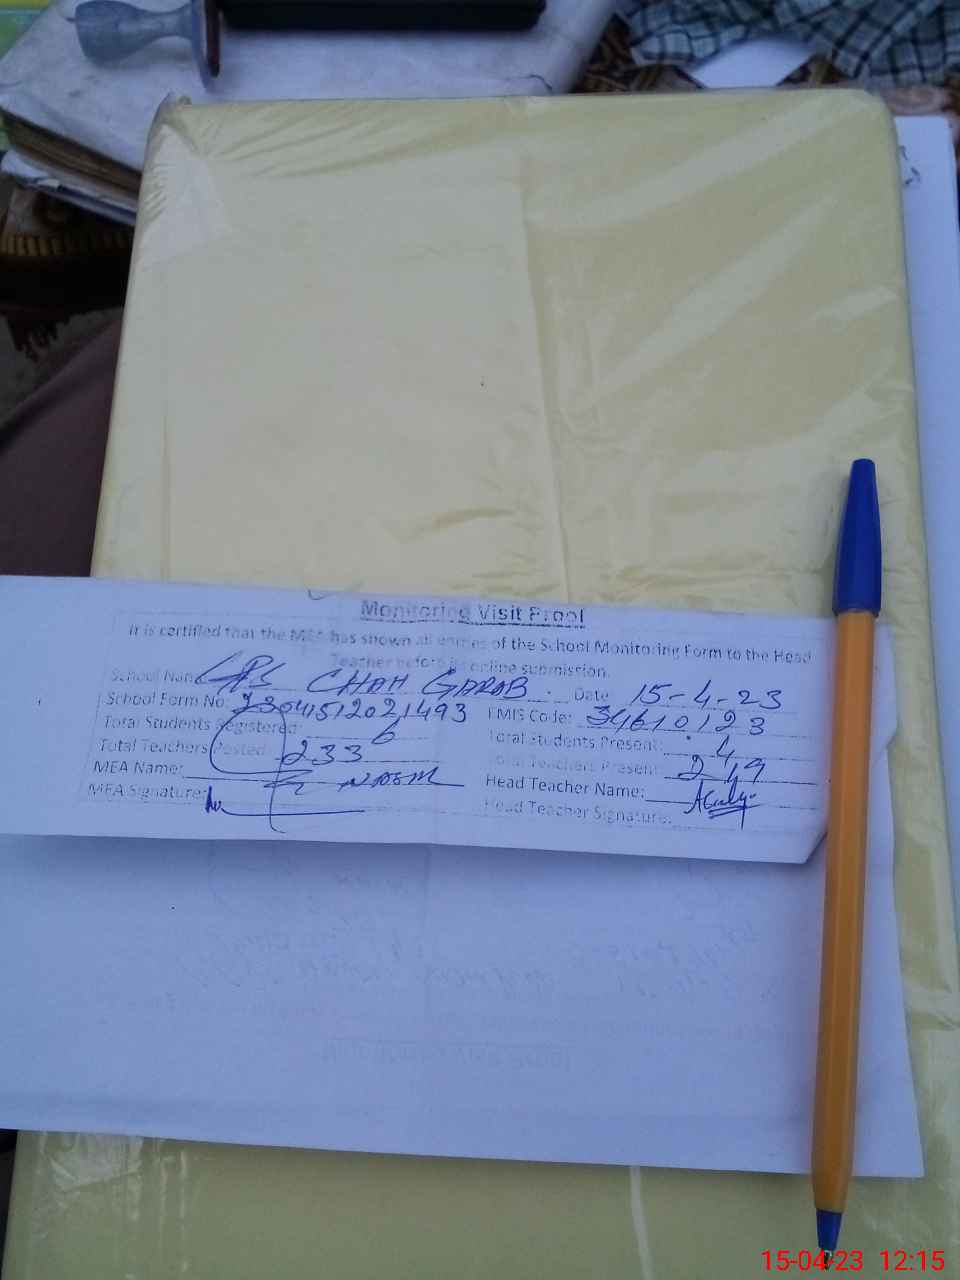 Monitoring Visit Proof
It is certified that the MEA has shown all entries of the School Monitoring Form to the Head
Teacher before its online submission.
School Name GPS CHAH GARAB. Date 15-4-23
School Form No: 23041512021493 EMIS Code: 34610123
Total Students Registered: 6 Total Students Present: 4
Total Teachers Posted: 233 Total Teachers Present: 249
MEA Name: NAEEM Head Teacher Name:
MEA Signature: Head Teacher Signature:
15-04-23 12:15